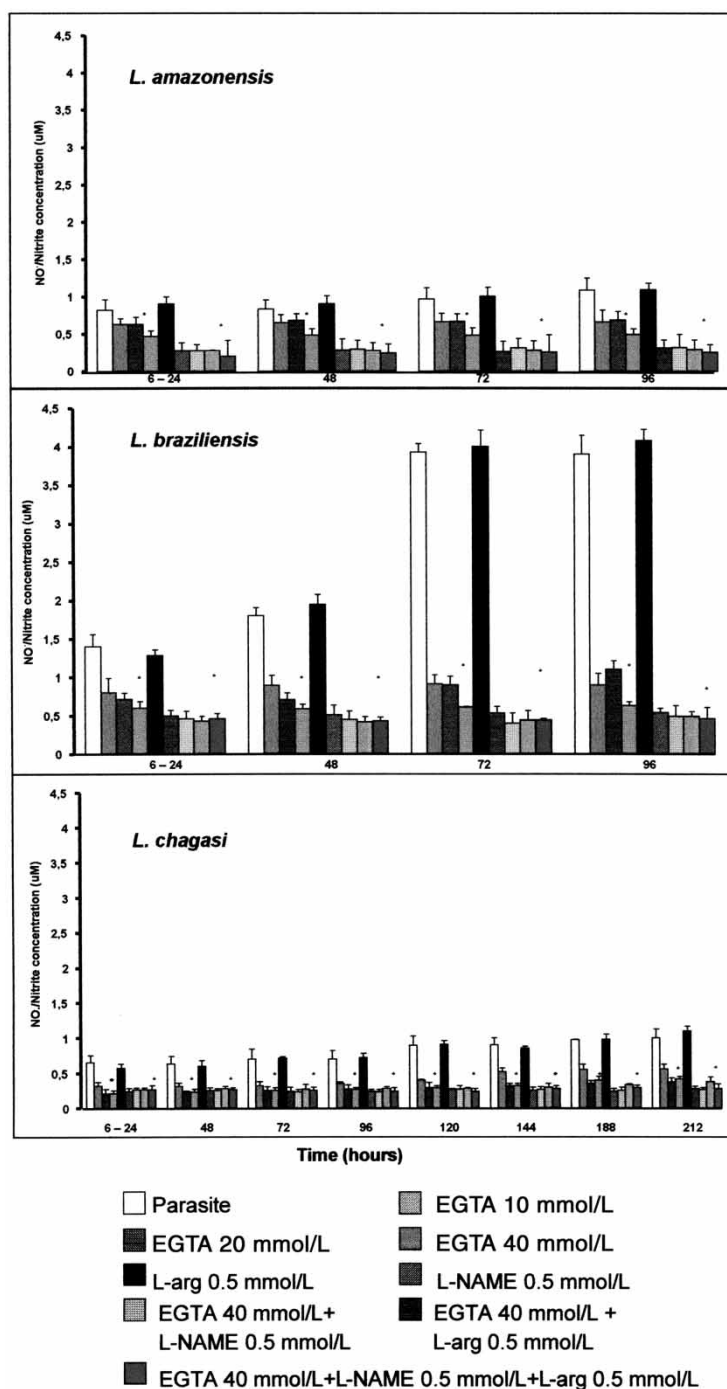 4,5
L. amazonensis
4
3,5
3
2,5
2
1,5
1
0,5
0
NO/Nitrite concentration (uM)
6 – 24 48 72 96
4,5
L. braziliensis
4
3,5
3
2,5
2
1,5
1
0,5
0
NO/Nitrite concentration (uM)
6 – 24 48 72 96
4,5
L. chagasi
4
3,5
3
2,5
2
1,5
1
0,5
0
NO./Nitrite concentration (uM)
6 – 24 48 72 96 120 144 188 212
Time (hours)
Parasite
EGTA 10 mmol/L
EGTA 20 mmol/L
EGTA 40 mmol/L
L-arg 0.5 mmol/L
L-NAME 0.5 mmol/L
EGTA 40 mmol/L+
L-NAME 0.5 mmol/L
EGTA 40 mmol/L +
L-arg 0.5 mmol/L
EGTA 40 mmol/L+L-NAME 0.5 mmol/L+L-arg 0.5 mmol/L